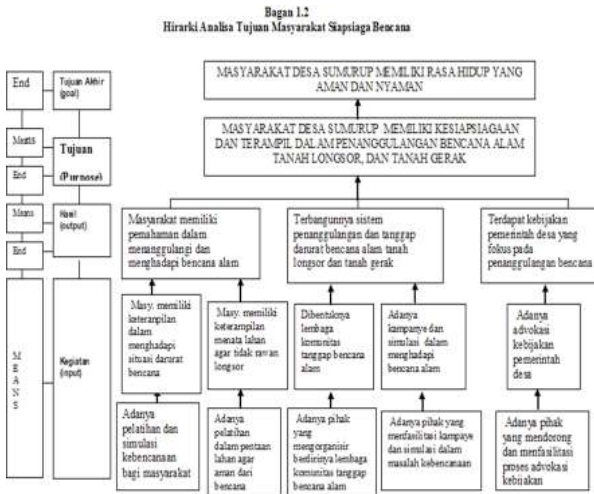 Bagan 1.2
Hirarki Analisa Tujuan Masyarakat Siapsiaga Bencana
End
Tujuan Akhir
(goal)
MASYARAKAT DESA SUMURUP MEMILIKI RASA HIDUP YANG
AMAN DAN NYAMAN
Means
End
Tujuan
(Purpose)
MASYARAKAT DESA SUMURUP MEMILIKI KESIAPSIAGAAN
DAN TERAMPIL DALAM PENANGGULANGAN BENCANA ALAM
TANAH LONGSOR, DAN TANAH GERAK
Means
End
Hasil
(output)
Masyarakat memiliki
pemahaman dalam
menanggulangi dan
menghadapi bencana alam
Terbangunnya sistem
penanggulangan dan tanggap
darurat bencana alam tanah
longsor dan tanah gerak
Terdapat kebijakan
pemerintah desa yang
fokus pada
penanggulangan bencana
M
E
A
N
S
Kegiatan
(input)
Masy. memiliki
keteranpilan
dalam
menghadapi
situasi darurat
bencana
Masy. memiliki
keterampilan
menata lahan
agar tidak rawan
longsor
Dibentuknya
lembaga
komunitas
tanggap bencana
alam
Adanya
kampanye dan
simulasi dalam
menghadapi
bencana alam
Adanya
advokasi
kebijakan
pemerintah
desa
Adanya
pelatihan dan
simulasi
kebencanaan
bagi masyarakat
Adanya
pelatihan
dalam pentaan
lahan agar
aman dari
bencana
Adanya pihak
yang
mengorganisir
berdirinya lembaga
komunitas tanggap
bencana alam
Adanya pihak yang
menfasilitasi kampaye
dan simulasi dalam
masalah kebencanaan
Adanya pihak
yang mendorong
dan menfasilitasi
proses advokasi
kebijakan